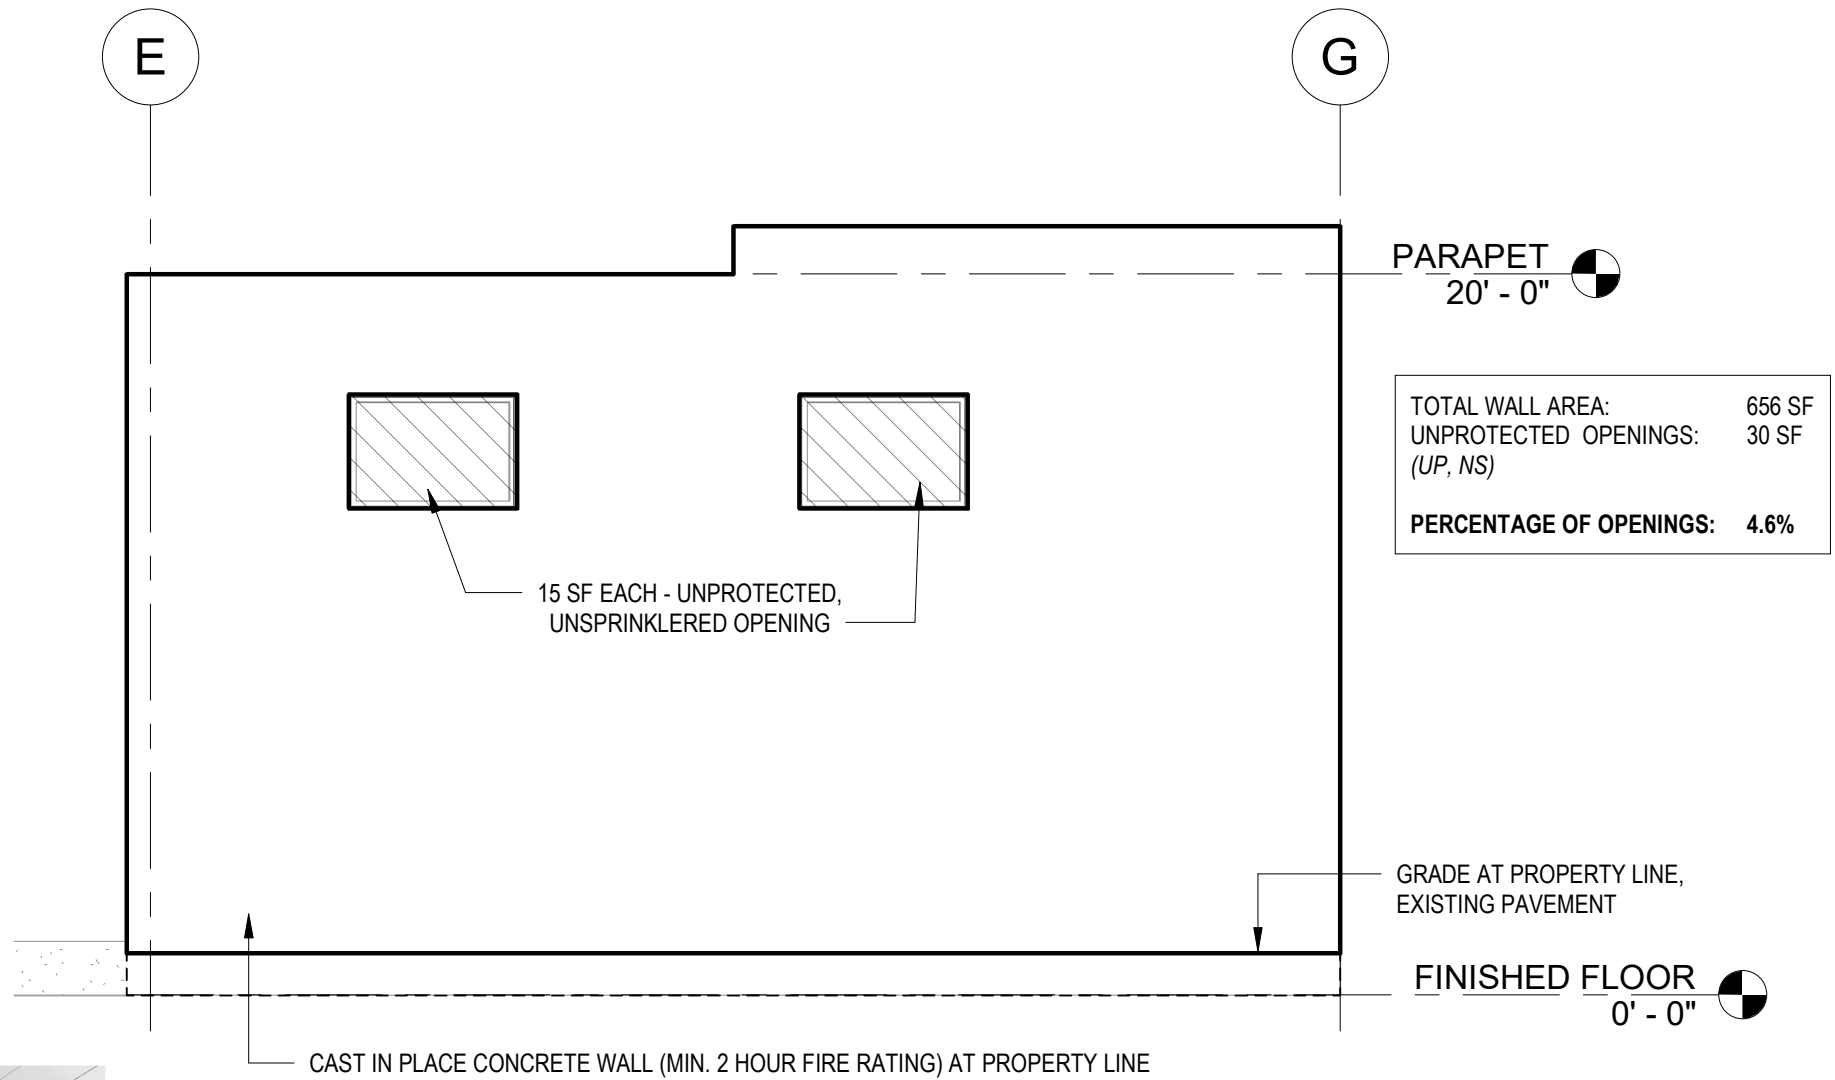 E
G
PARAPET
20' - 0"
TOTAL WALL AREA: 656 SF
UNPROTECTED OPENINGS: 30 SF
(UP, NS)
PERCENTAGE OF OPENINGS: 4.6%
15 SF EACH - UNPROTECTED,
UNSPRINKLERED OPENING
GRADE AT PROPERTY LINE,
EXISTING PAVEMENT
FINISHED FLOOR
0' - 0"
CAST IN PLACE CONCRETE WALL (MIN. 2 HOUR FIRE RATING) AT PROPERTY LINE